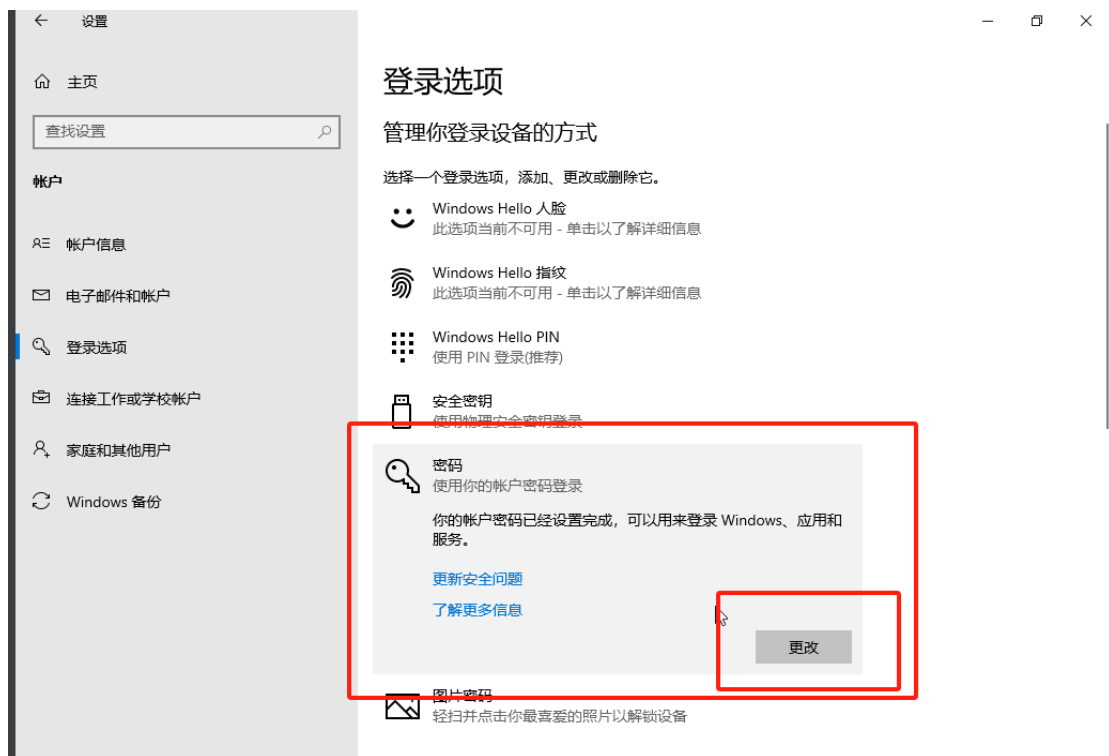 设置
主页
查找设置
帐户
帐户信息
电子邮件和帐户
登录选项
连接工作或学校帐户
家庭和其他用户
Windows 备份
登录选项
管理你登录设备的方式
选择一个登录选项，添加、更改或删除它。
Windows Hello 人脸
此选项当前不可用 - 单击以了解详细信息
Windows Hello 指纹
此选项当前不可用 - 单击以了解详细信息
Windows Hello PIN
使用 PIN 登录(推荐)
安全密钥
使用物理安全密钥登录
密码
使用你的帐户密码登录
你的帐户密码已经设置完成，可以用来登录 Windows、应用和
服务。
更新安全问题
了解更多信息
更改
图片密码
轻扫并点击你最喜爱的照片以解锁设备